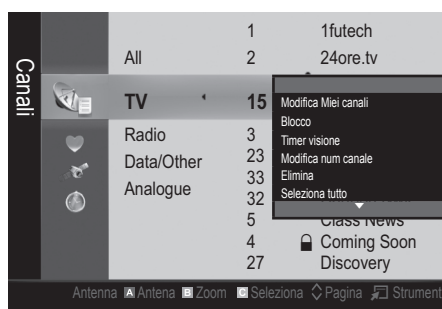 Canali
1 1futech
All 2 24ore.tv
TV 15
Modifica Miei canali
Blocco
Timer visione
Modifica num canale
Elimina
Seleziona tutto
Radio 3
Data/Other 23
33
Analogue 32
5 Class News
4 Coming Soon
27 Discovery
Antenna A Antena B Zoom C Seleziona Pagina Strument